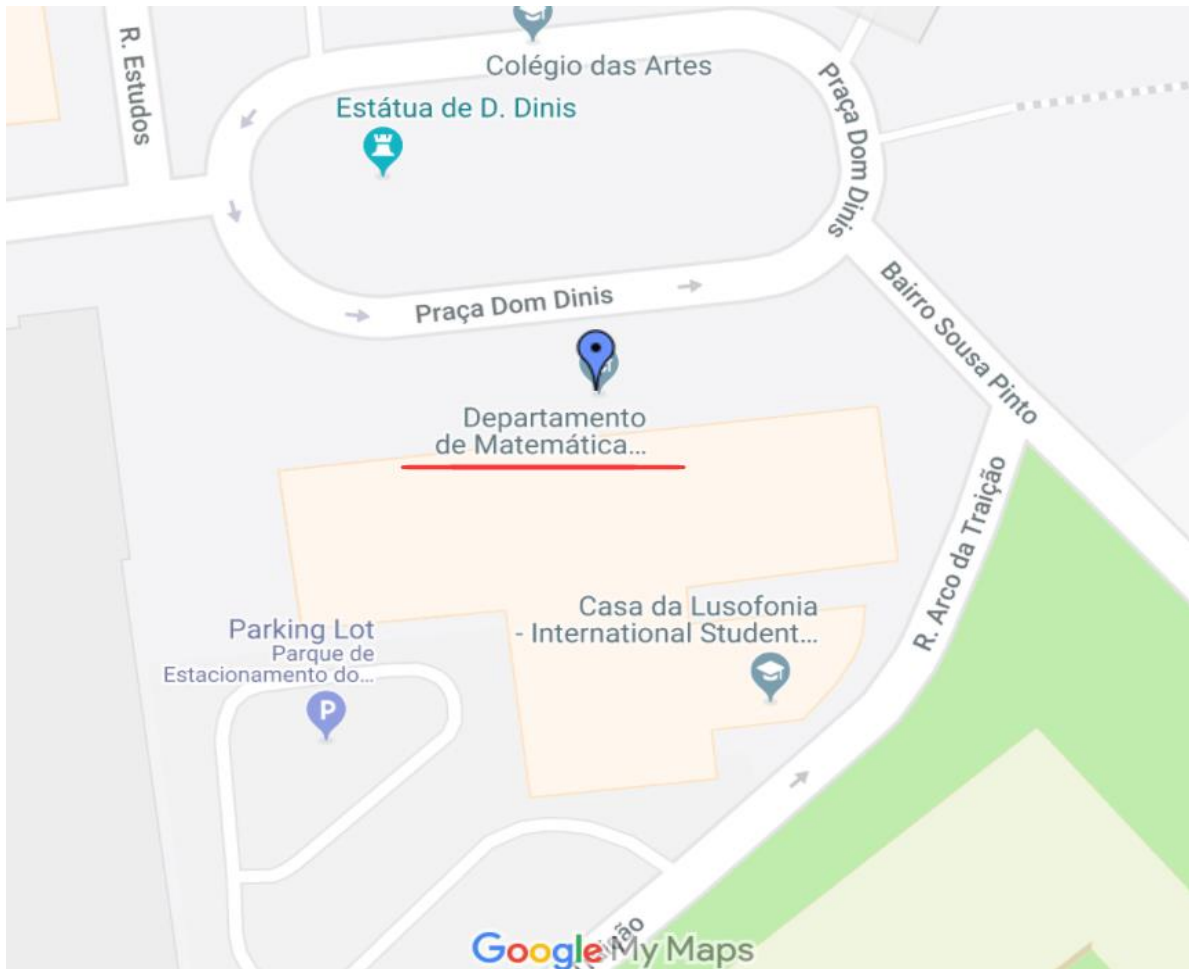 R. Estudos
Colégio das Artes
Estátua de D. Dinis
Praça Dom Dinis
Praça Dom Dinis
Bairro Sousa Pinto
Departamento
de Matemática...
R. Arco da Traição
Casa da Lusofonia
- International Student...
Parking Lot
Parque de
Estacionamento do...
P
Google My Maps